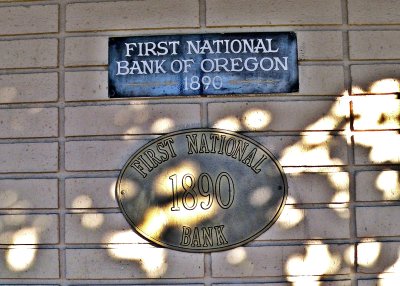 FIRST NATIONAL
BANK OF OREGON
1890
FIRST NATIONAL
1890
BANK